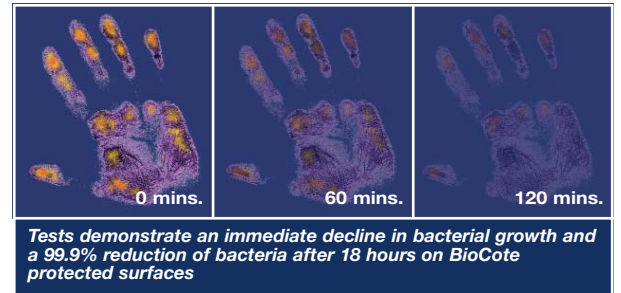 0 mins.
60 mins.
120 mins.
Tests demonstrate an immediate decline in bacterial growth and
a 99.9% reduction of bacteria after 18 hours on BioCote
protected surfaces